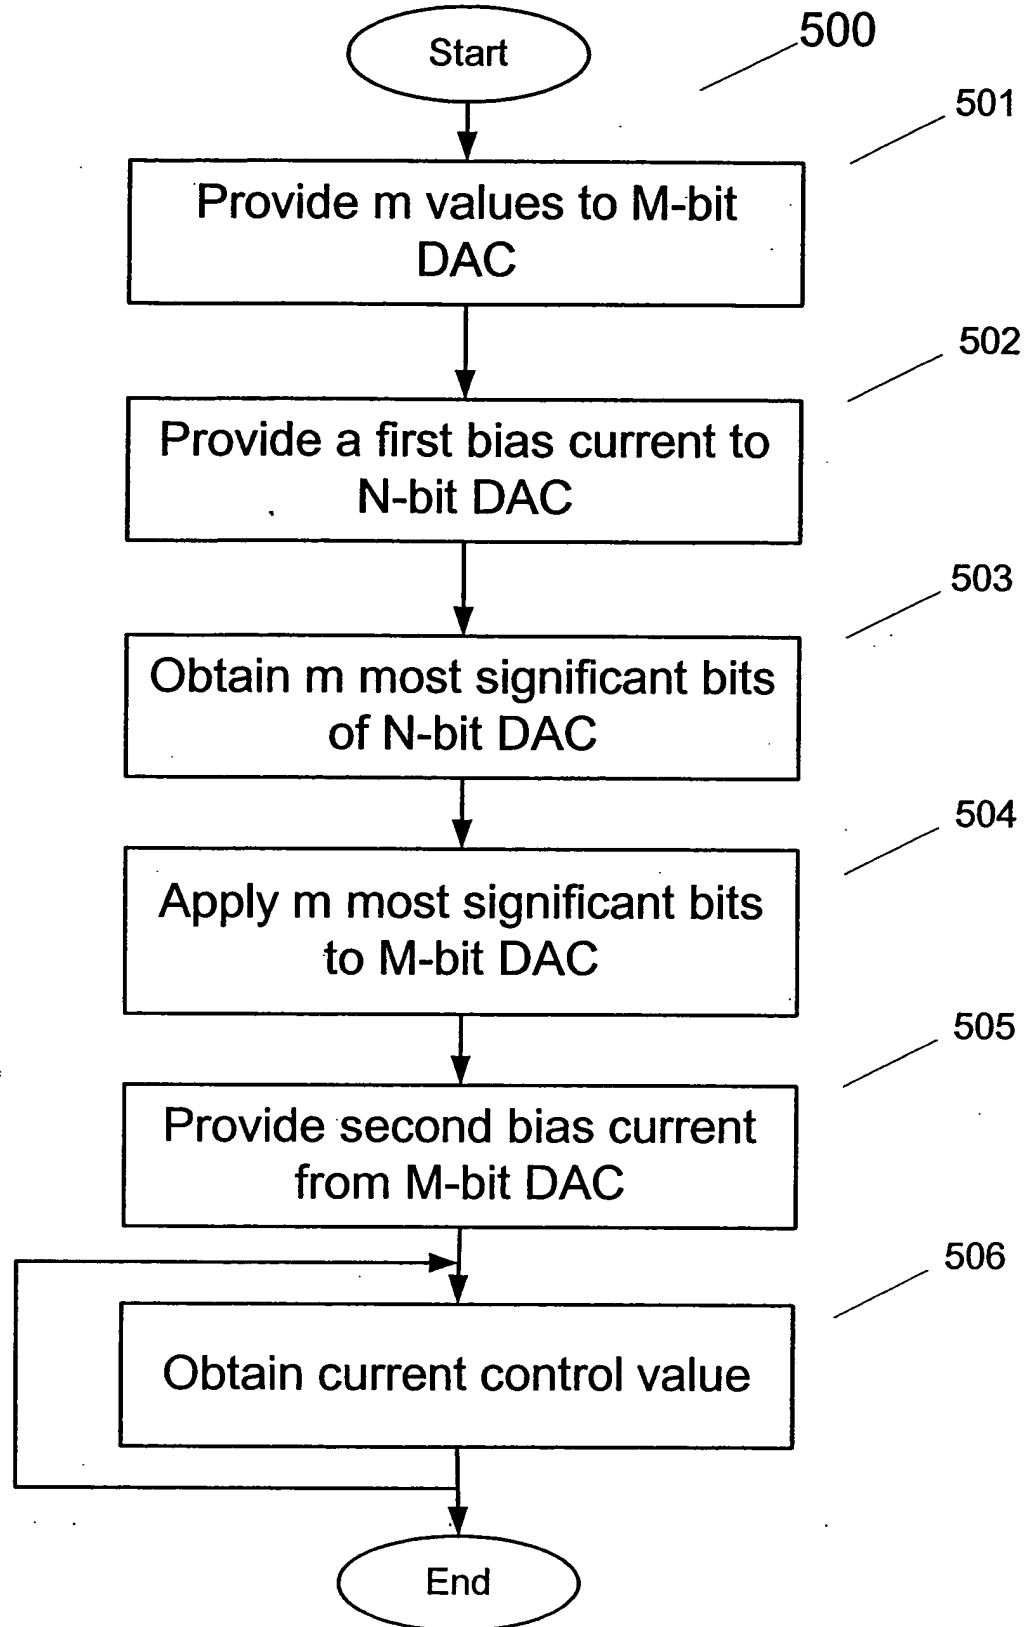 Start
500
501
Provide m values to M-bit
DAC
502
Provide a first bias current to
N-bit DAC
503
Obtain m most significant bits
of N-bit DAC
504
Apply m most significant bits
to M-bit DAC
505
Provide second bias current
from M-bit DAC
506
Obtain current control value
End